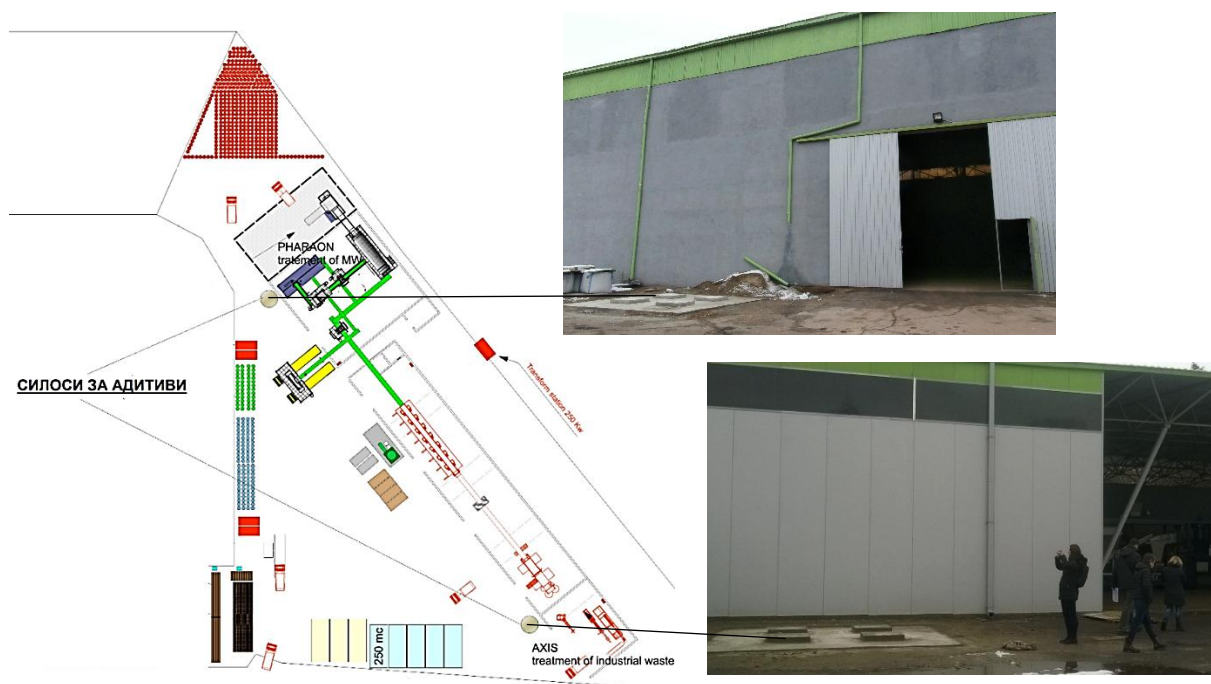 PHARAON
tratement of MW
СИЛОСИ ЗА АДИТИВИ
Transform station 250 Kw
250 mc
AXIS
treatment of industrial waste